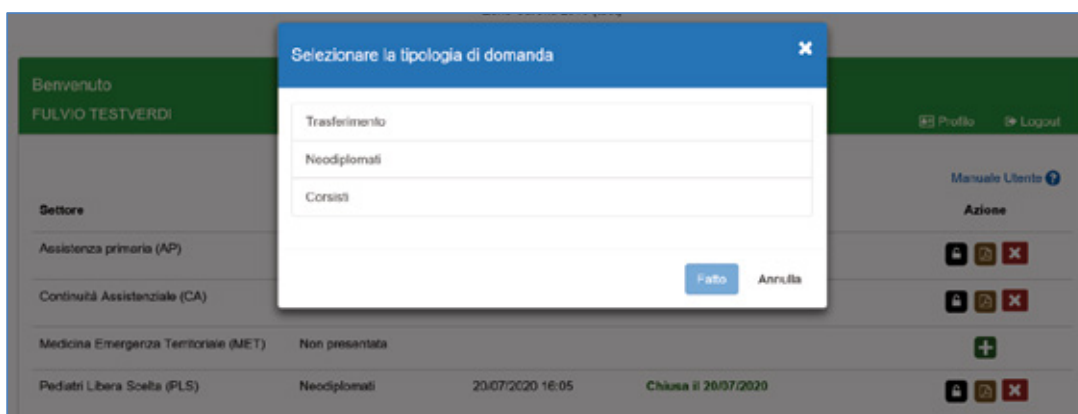 Selezionare la tipologia di domanda
Benvenuto
FULVIO TESTVERDI
Profilo Logout
Trasferimento
Neodiplomati
Corsisti
Manuale Utente
Settore Azione
Assistenza primaria (AP)
Fatto Annulla
Continuità Assistenziale (CA)
Medicina Emergenza Territoriale (MET) Non presentata
Pediatri Libera Scelta (PLS) Neodiplomati 20/07/2020 16:05 Chiusa il 20/07/2020